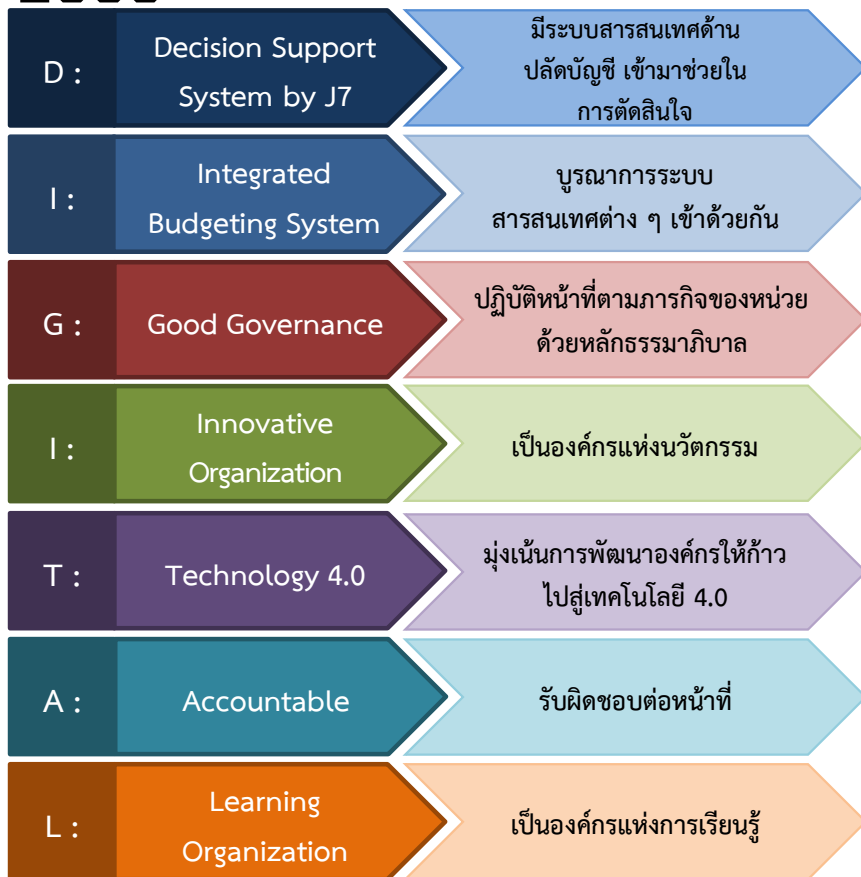 D :
Decision Support
System by J7
มีระบบสารสนเทศด้าน
ปลัดบัญชี เข้ามาช่วยใน
การตัดสินใจ
I :
Integrated
Budgeting System
บูรณาการระบบ
สารสนเทศต่าง ๆ เข้าด้วยกัน
G :
Good Governance
ปฏิบัติหน้าที่ตามภารกิจของหน่วย
ด้วยหลักธรรมาภิบาล
I :
Innovative
Organization
เป็นองค์กรแห่งนวัตกรรม
T :
Technology 4.0
มุ่งเน้นการพัฒนาองค์กรให้ก้าว
ไปสู่เทคโนโลยี 4.0
A :
Accountable
รับผิดชอบต่อหน้าที่
L :
Learning
Organization
เป็นองค์กรแห่งการเรียนรู้